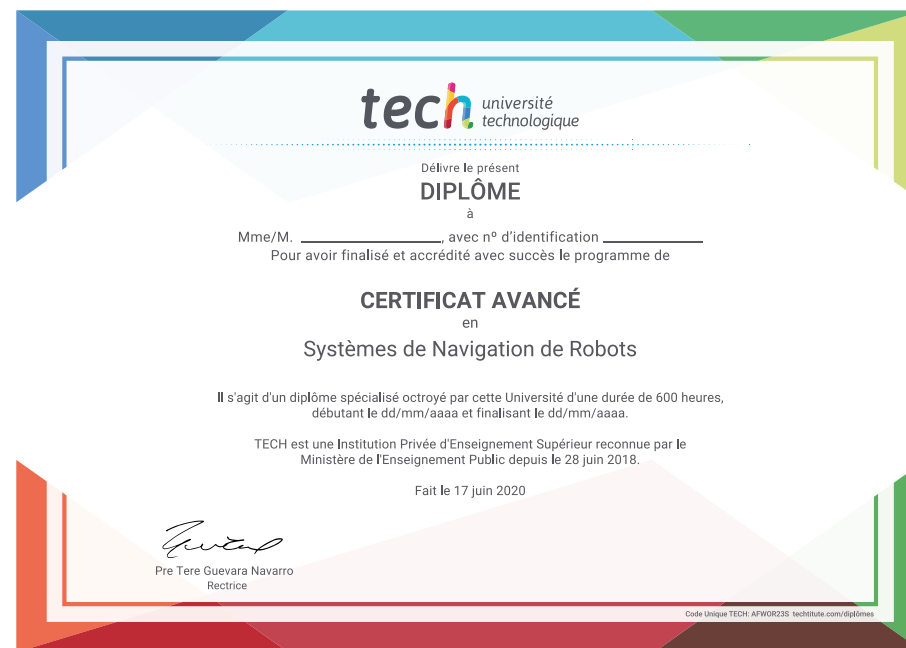 tech université
technologique
Délivre le présent
DIPLÔME
à
Mme/M. ____________________, avec nº d'identification ______________
Pour avoir finalisé et accrédité avec succès le programme de
CERTIFICAT AVANCÉ
en
Systèmes de Navigation de Robots
Il s'agit d'un diplôme spécialisé octroyé par cette Université d'une durée de 600 heures,
débutant le dd/mm/aaaa et finalisant le dd/mm/aaaa.
TECH est une Institution Privée d'Enseignement Supérieur reconnue par le
Ministère de l'Enseignement Public depuis le 28 juin 2018.
Fait le 17 juin 2020
Pre Tere Guevara Navarro
Rectrice
Code Unique TECH: AFWOR23S techtitute.com/diplômes